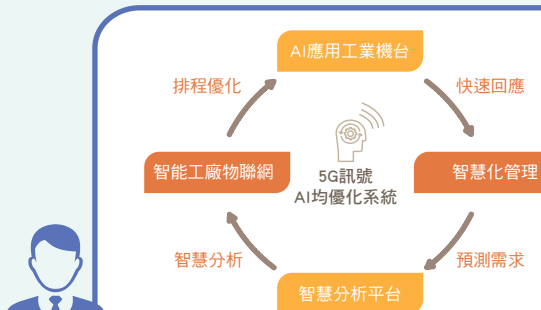 AI應用工業機台
排程優化
快速回應
智能工廠物聯網
5G訊號
AI均優化系統
智慧化管理
智慧分析
預測需求
智慧分析平台